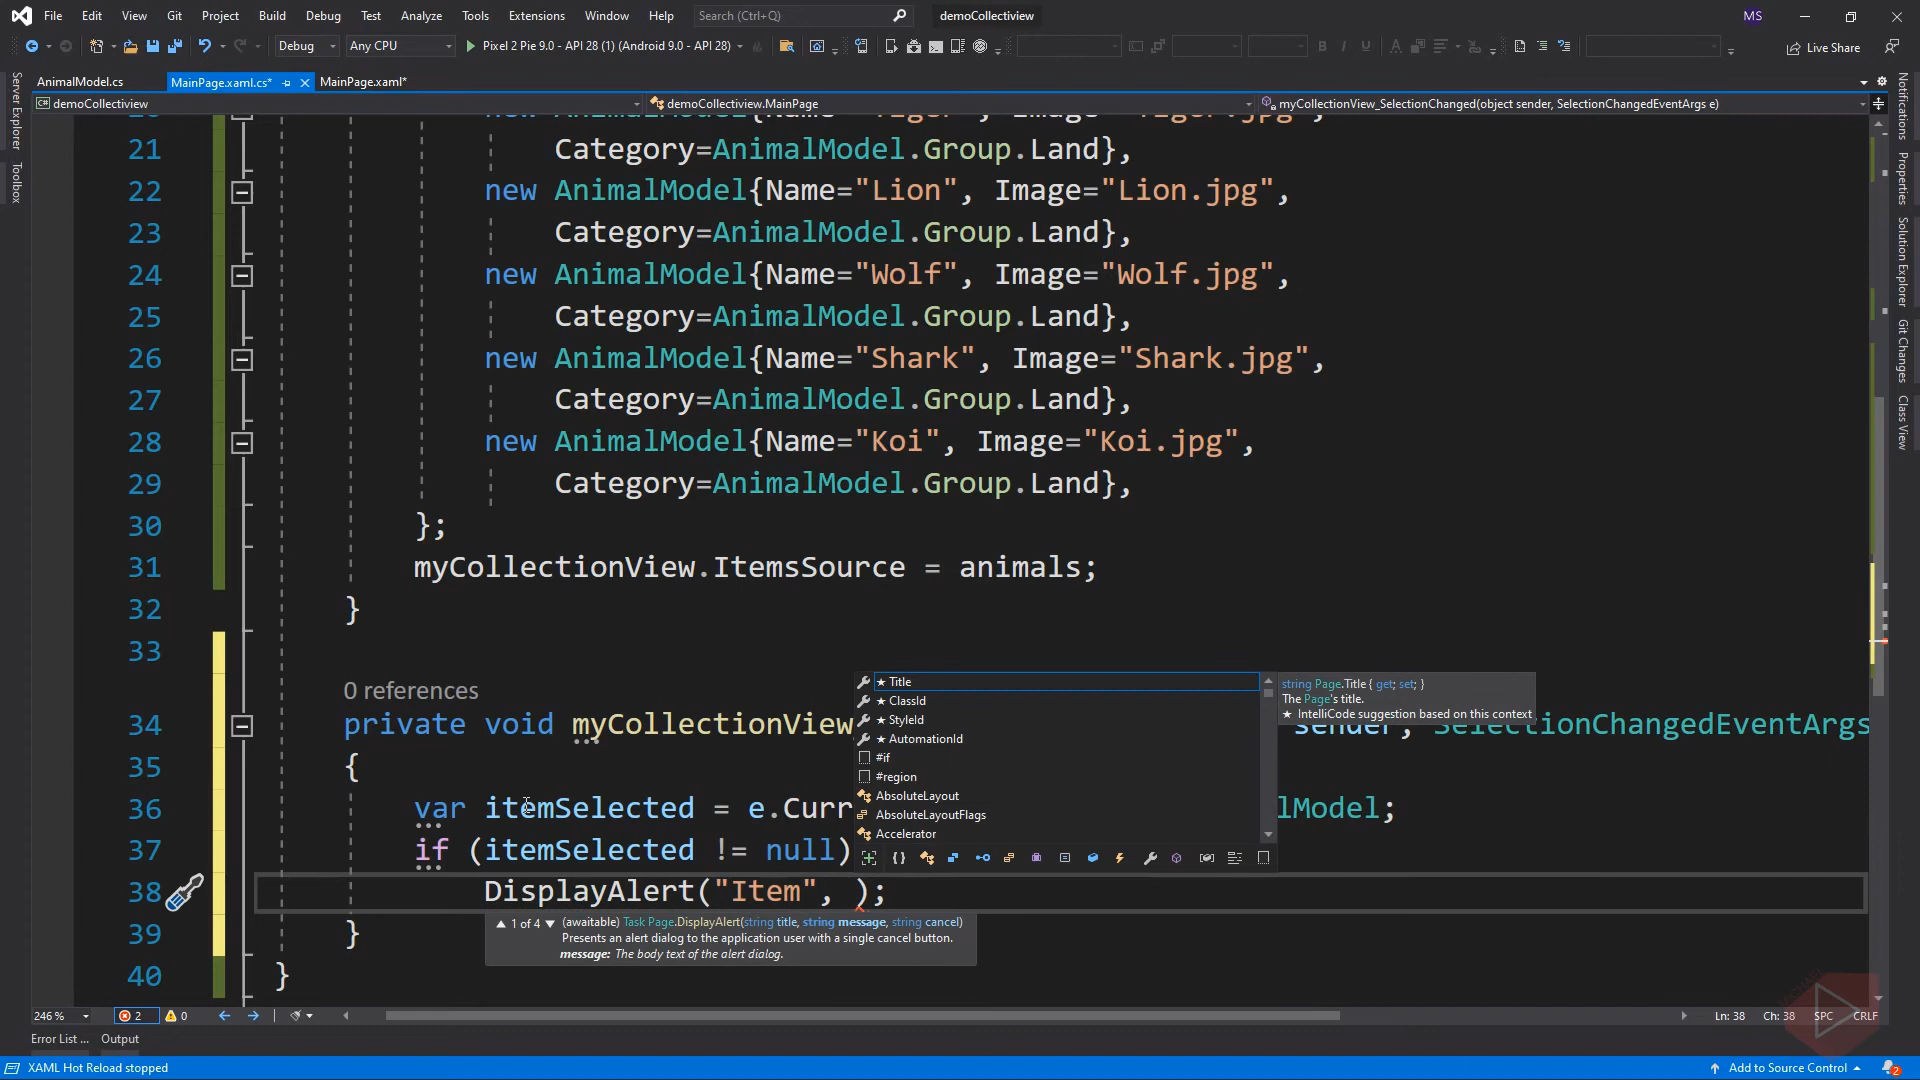 File Edit View Git Project Build Debug Test Analyze Tools Extensions Window Help Search (Ctrl+Q) demoCollectiview MS
Debug Any CPU Pixel 2 Pie 9.0 - API 28 (1) (Android 9.0 - API 28) Live Share
AnimalModel.cs MainPage.xaml.cs* MainPage.xaml*
demoCollectiview demoCollectiview.MainPage myCollectionView_SelectionChanged(object sender, SelectionChangedEventArgs e)
Server Explorer
Toolbox
Notifications
Properties
Solution Explorer
Git Changes
Class View
21 Category=AnimalModel.Group.Land},
22 new AnimalModel{Name="Lion", Image="Lion.jpg",
23 Category=AnimalModel.Group.Land},
24 new AnimalModel{Name="Wolf", Image="Wolf.jpg",
25 Category=AnimalModel.Group.Land},
26 new AnimalModel{Name="Shark", Image="Shark.jpg",
27 Category=AnimalModel.Group.Land},
28 new AnimalModel{Name="Koi", Image="Koi.jpg",
29 Category=AnimalModel.Group.Land},
30 };
31 myCollectionView.ItemsSource = animals;
32 }
33
0 references
34 private void myCollectionView sender, SelectionChangedEventArgs
35 {
36 var itemSelected = e.Curr lModel;
37 if (itemSelected != null)
38 DisplayAlert("Item", );
39 }
40 }
★ Title
★ ClassId
★ StyleId
★ AutomationId
#if
#region
AbsoluteLayout
AbsoluteLayoutFlags
Accelerator
string Page.Title { get; set; }
The Page's title.
★ IntelliCode suggestion based on this context
1 of 4 (awaitable) Task Page.DisplayAlert(string title, string message, string cancel)
Presents an alert dialog to the application user with a single cancel button.
message: The body text of the alert dialog.
246 % 2 0 Ln: 38 Ch: 38 SPC CRLF
Error List ... Output
XAML Hot Reload stopped Add to Source Control 2